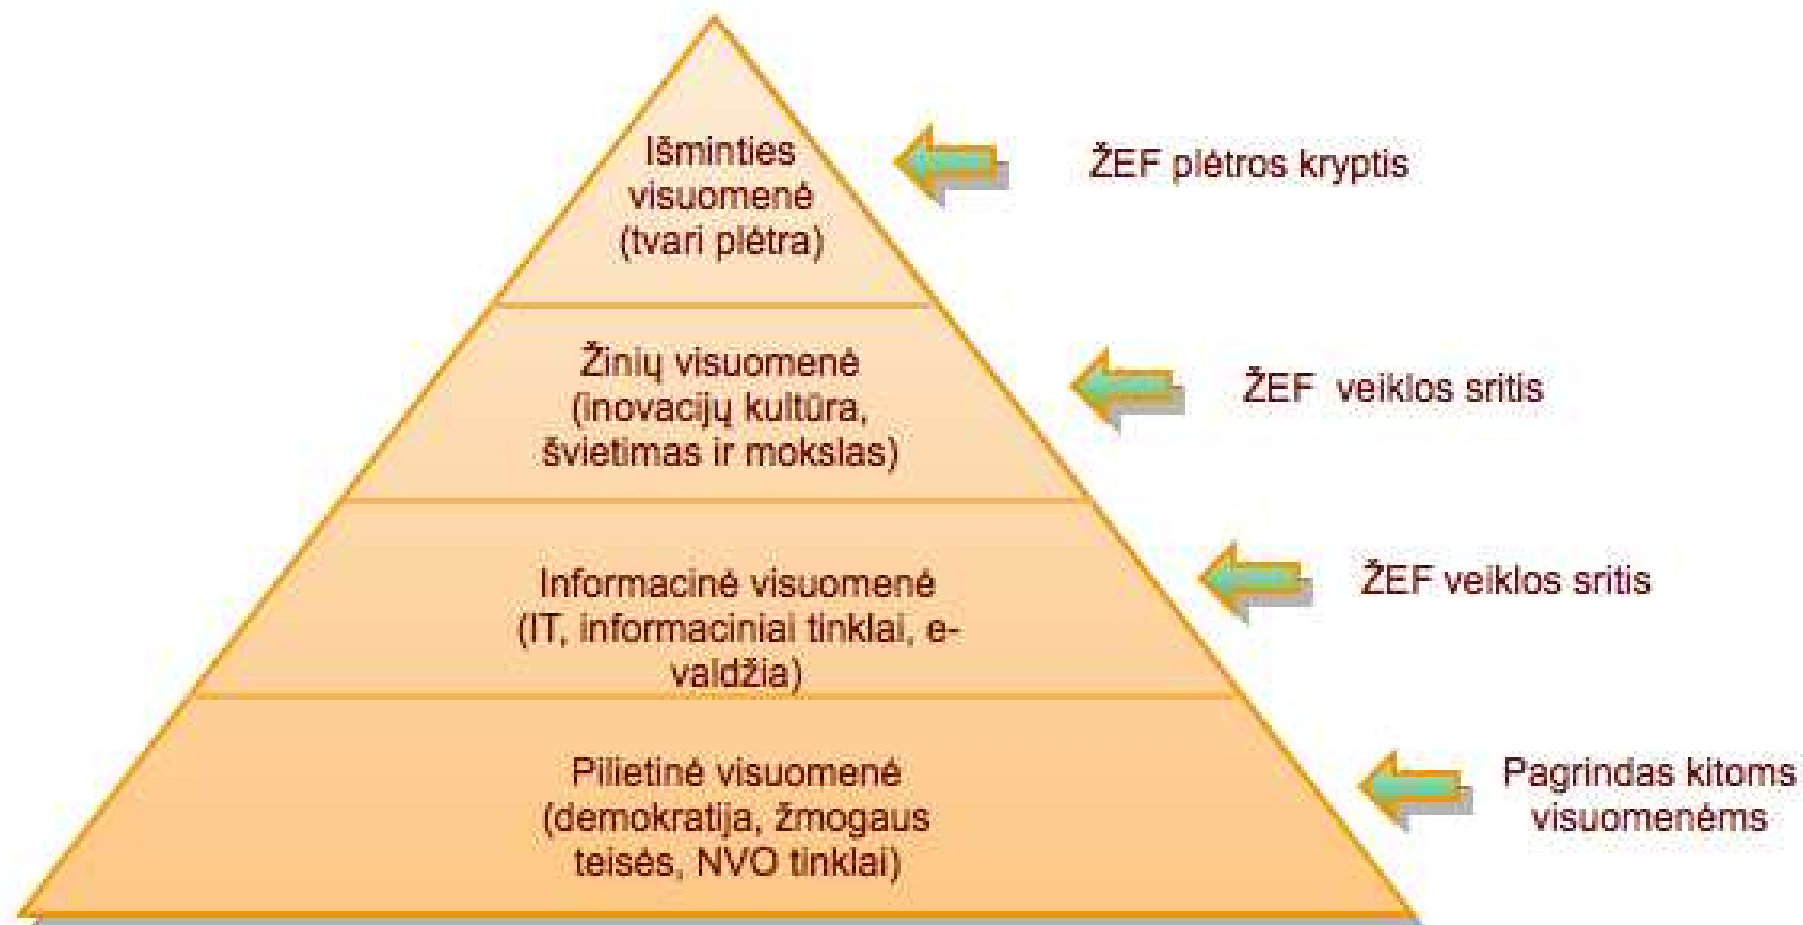 Išminties
visuomenė
(tvari plėtra)
ŽEF plėtros kryptis
Žinių visuomenė
(inovacijų kultūra,
švietimas ir mokslas)
ŽEF veiklos sritis
Informacinė visuomenė
(IT, informaciniai tinklai, e-
valdžia)
ŽEF veiklos sritis
Pilietinė visuomenė
(demokratija, žmogaus
teisės, NVO tinklai)
Pagrindas kitoms
visuomenėms